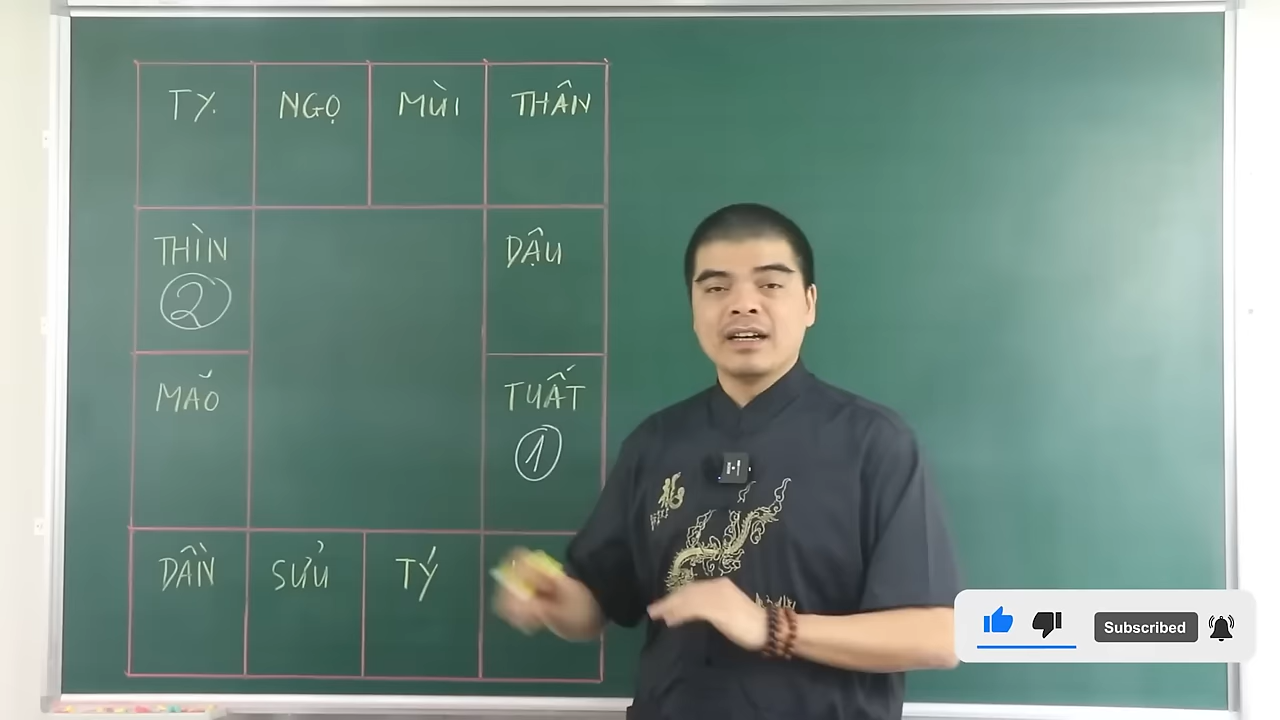 TỴ
NGỌ
MÙI
THÂN
THÌN
2
DẬU
MÃO
TUẤT
1
DẦN
SỬU
TÝ
Subscribed